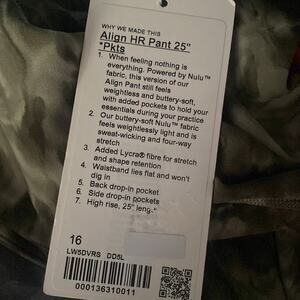 WHY WE MADE THIS
Align HR Pant 25"
*Pkts
1. When feeling nothing is
everything. Powered by Nulu™
fabric, this version of our
Align Pant still feels
weightless and buttery-soft,
with added pockets to hold your
essentials during your practice
2. Our buttery-soft Nulu™ fabric
feels weightlessly light and is
sweat-wicking and four-way
stretch
3. Added Lycra® fibre for stretch
and shape retention
4. Waistband lies flat and won't
dig in
5. Back drop-in pocket
6. Side drop-in pockets
7. High rise, 25" length
16
LW5DVRS DD5L
000136310011